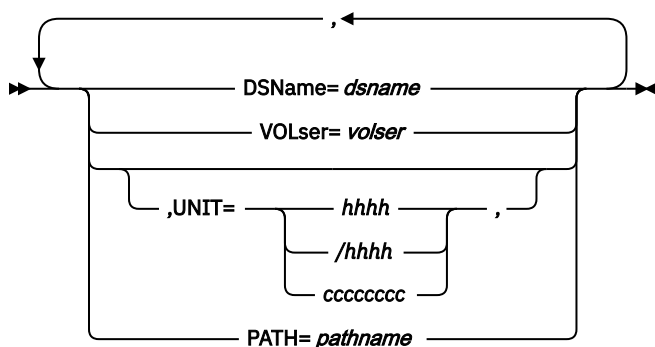 ,
DSName= dsname
VOLser= volser
,UNIT= hhhh ,
/hhhh
cccccccc
PATH= pathname